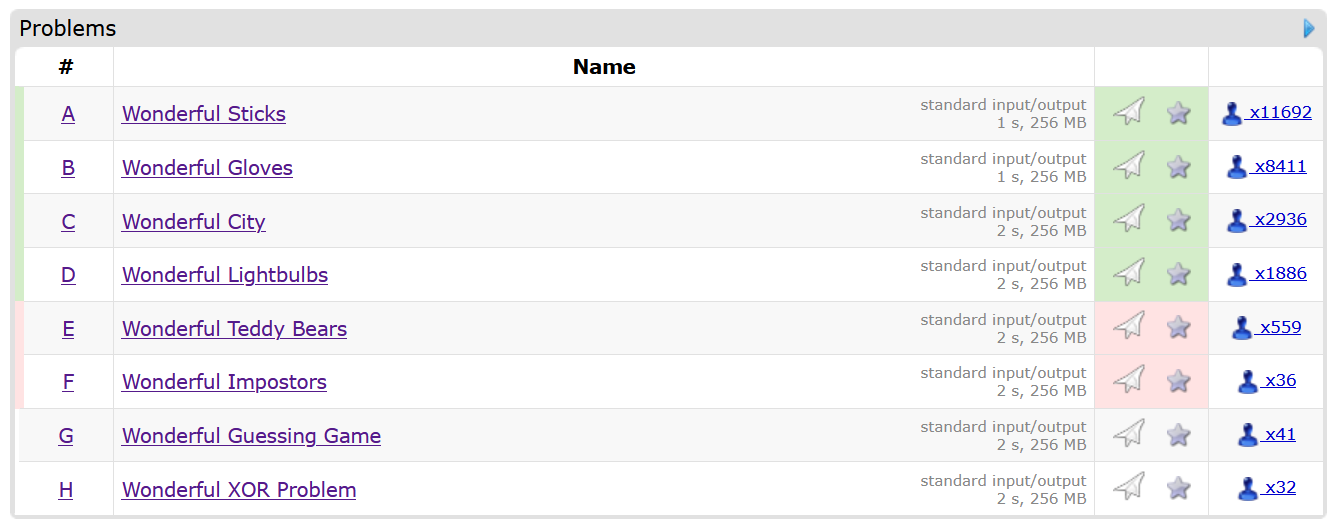 Problems
# Name
A Wonderful Sticks standard input/output x11692
1 s, 256 MB
B Wonderful Gloves standard input/output x8411
1 s, 256 MB
C Wonderful City standard input/output x2936
2 s, 256 MB
D Wonderful Lightbulbs standard input/output x1886
2 s, 256 MB
E Wonderful Teddy Bears standard input/output x559
2 s, 256 MB
F Wonderful Impostors standard input/output x36
2 s, 256 MB
G Wonderful Guessing Game standard input/output x41
2 s, 256 MB
H Wonderful XOR Problem standard input/output x32
2 s, 256 MB